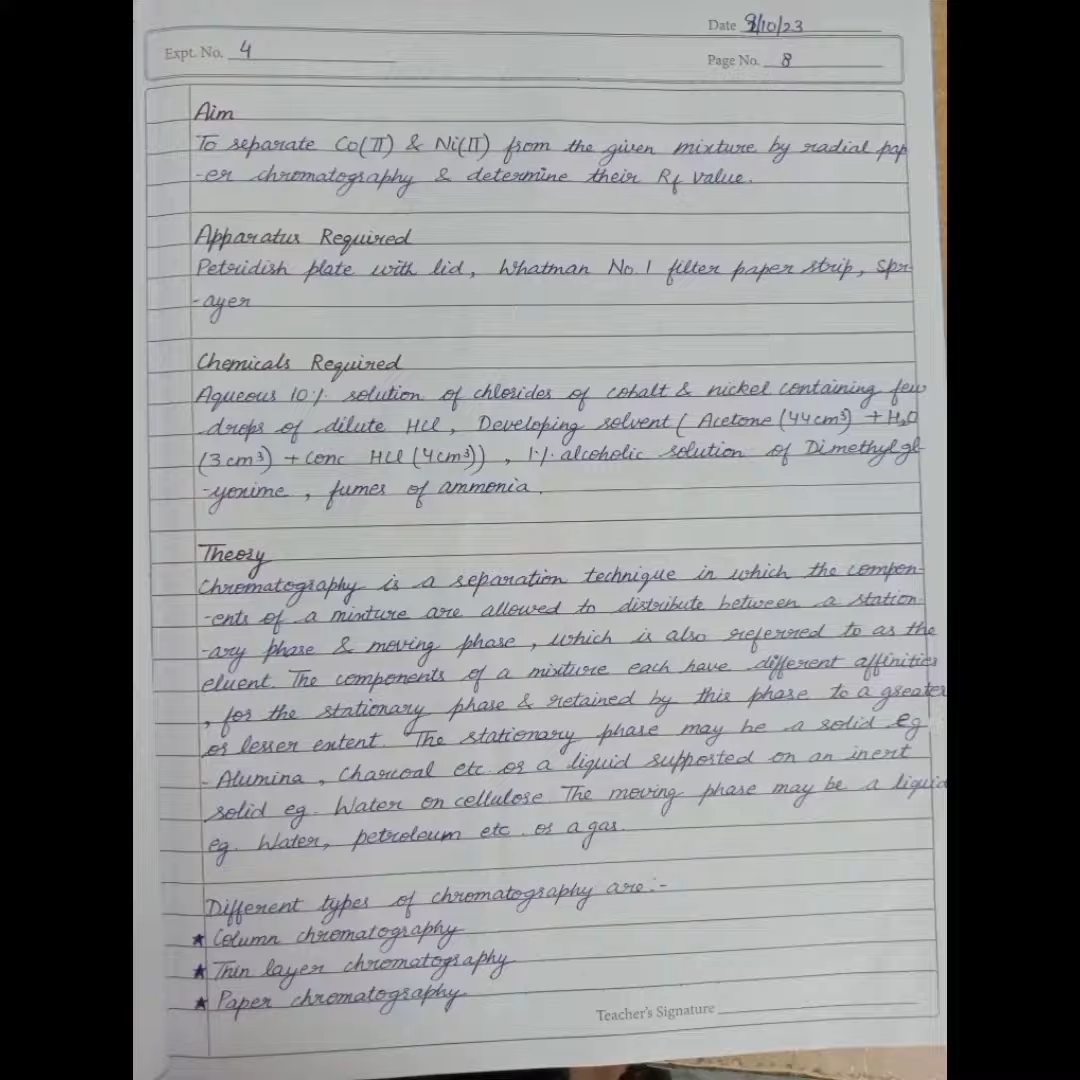 Date 9/10/23
Expt. No. 4
Page No. 8
Aim
To separate Co(II) & Ni(II) from the given mixture by radial pap
-er chromatography & determine their Rf value.
Apparatus Required
Petridish plate with lid, Whatman No.1 filter paper strip, spr-
-ayer
Chemicals Required
Aqueous 10% solution of chlorides of cobalt & nickel containing few
drops of dilute HCl, Developing solvent (Acetone (44cm³) + H₂O
(3cm³) + Conc HCl (4cm³)), 1% alcoholic solution of Dimethylgl-
-yoxime, fumes of ammonia.
Theory
Chromatography is a separation technique in which the compon-
-ents of a mixture are allowed to distribute between a station-
-ary phase & moving phase, which is also referred to as the
eluent. The components of a mixture each have different affinities
, for the stationary phase & retained by this phase to a greater
or lesser extent. The stationary phase may be a solid eg
- Alumina, Charcoal etc or a liquid supported on an inert
solid eg. Water on cellulose. The moving phase may be a liquid
eg. Water, petroleum etc. or a gas.
Different types of chromatography are:-
★ Column chromatography
★ Thin layer chromatography
★ Paper chromatography
Teacher's Signature